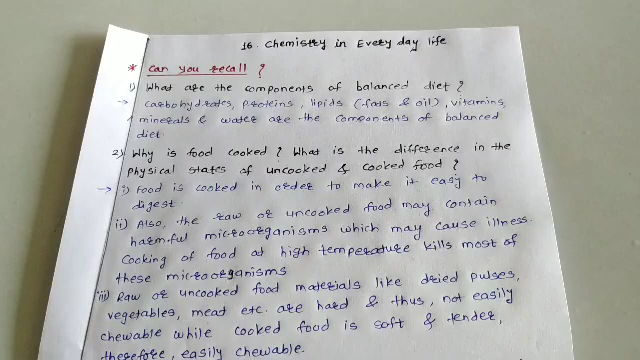 16. Chemistry in Every day life
* Can you recall ?
1) What are the components of balanced diet ?
→ Carbohydrates, proteins, lipids (fats & oil), vitamins,
minerals & water are the components of balanced
diet.
2) Why is food cooked ? What is the difference in the
physical states of uncooked & cooked food ?
→ i) Food is cooked in order to make it easy to
digest.
ii) Also, the raw or uncooked food may contain
harmful microorganisms which may cause illness.
Cooking of food at high temperature kills most of
these microorganisms
iii) Raw or uncooked food materials like dried pulses,
vegetables, meat etc. are hard & thus, not easily
chewable while cooked food is soft & tender,
therefore, easily chewable.